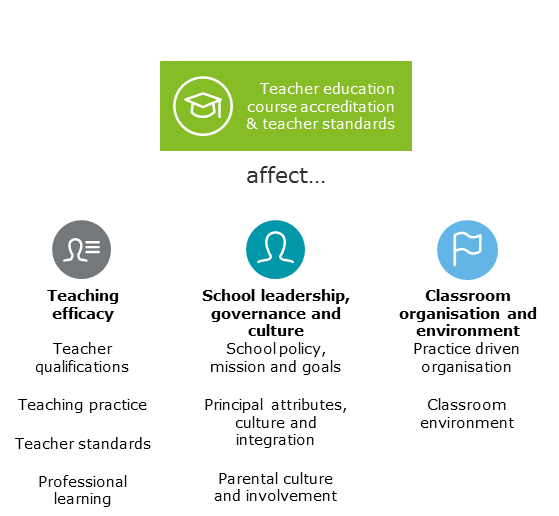 Teacher education
course accreditation
& teacher standards
affect...
Teaching
efficacy
Teacher
qualifications
Teaching practice
Teacher standards
Professional
learning
School leadership,
governance and
culture
School policy,
mission and goals
Principal attributes,
culture and
integration
Parental culture
and involvement
Classroom
organisation and
environment
Practice driven
organisation
Classroom
environment